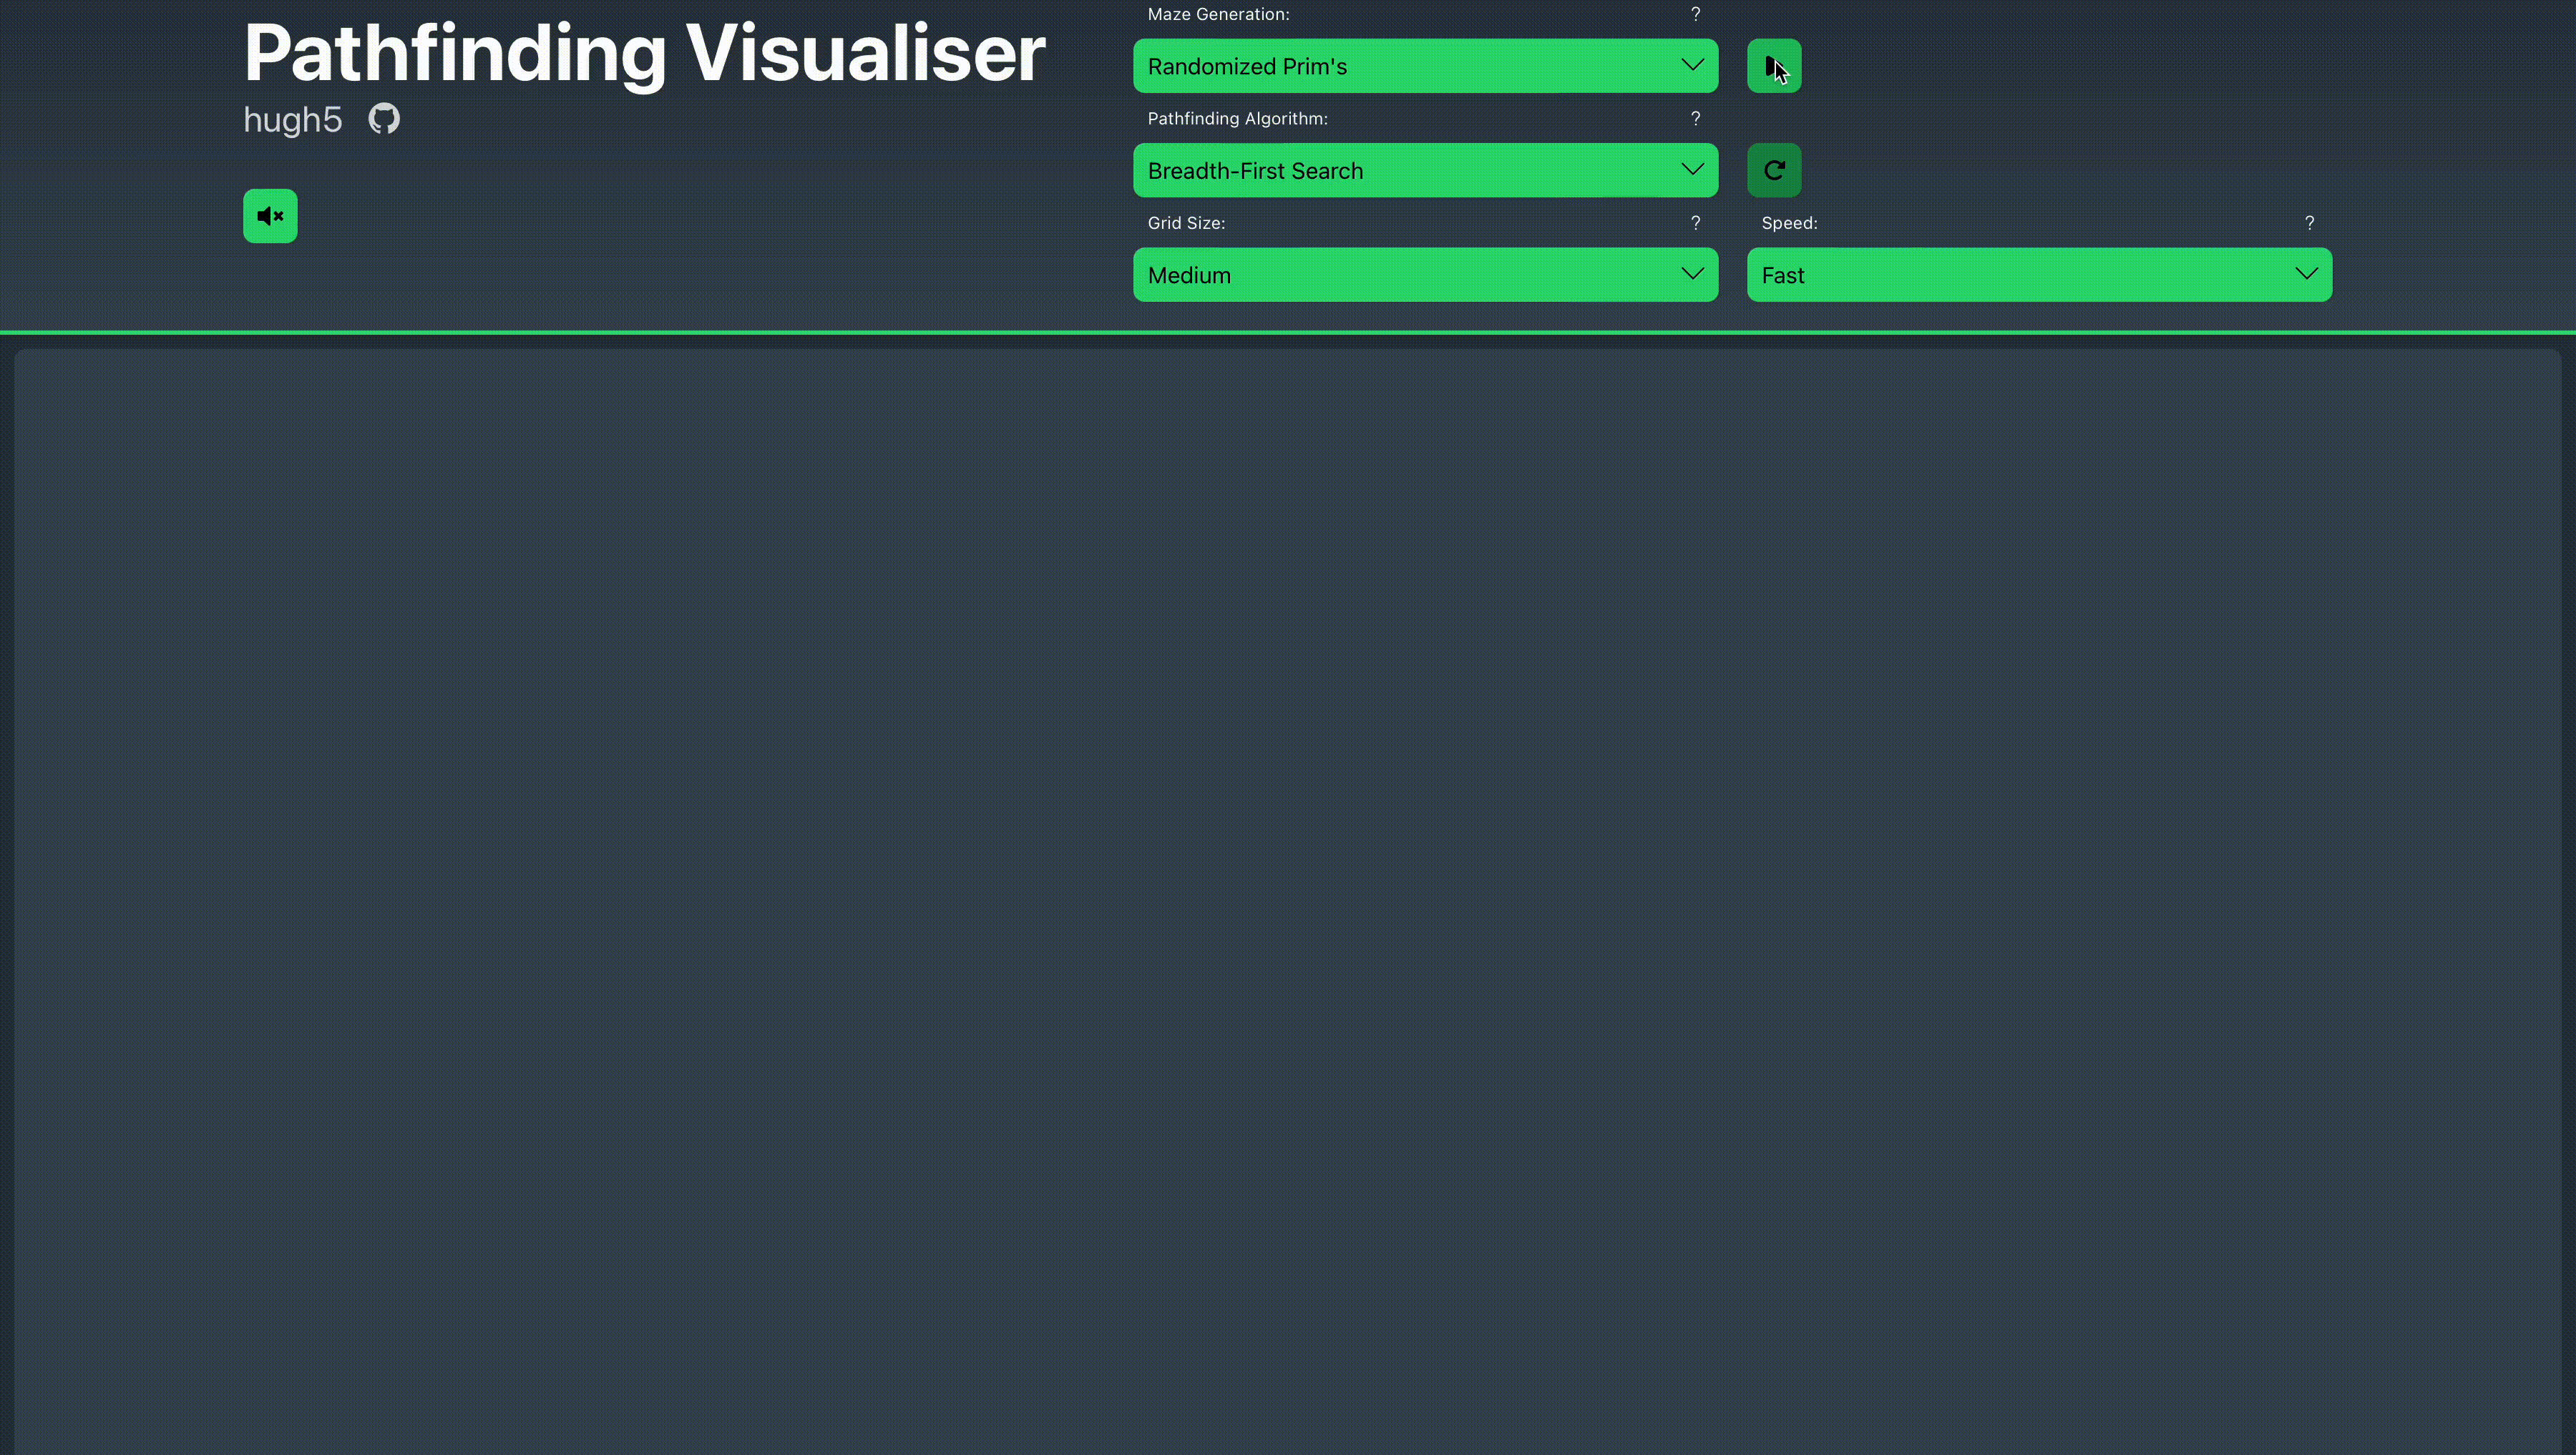 Pathfinding Visualiser
hugh5
Maze Generation: ?
Randomized Prim's
Pathfinding Algorithm: ?
Breadth-First Search
Grid Size: ?
Medium
Speed: ?
Fast